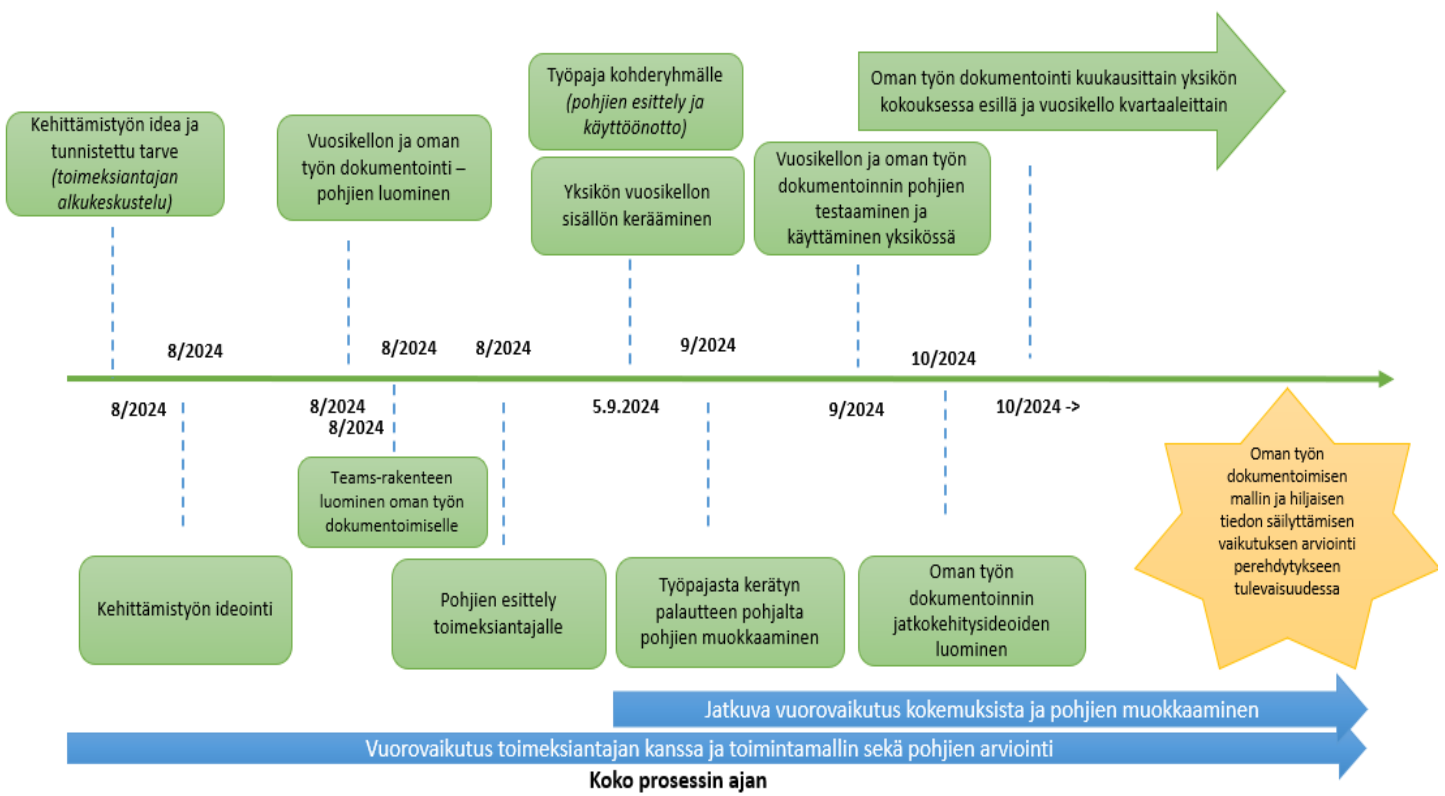 Kehittämistyön idea ja
tunnistettu tarve
(toimeksiantajan
alkukeskustelu)
Vuosikellon ja oman
työn dokumentointi –
pohjien luominen
Työpaja kohderyhmälle
(pohjien esittely ja
käyttöönotto)
Yksikön vuosikellon
sisällön kerääminen
Vuosikellon ja oman työn
dokumentoinnin pohjien
testaaminen ja
käyttäminen yksikössä
Oman työn dokumentointi kuukausittain yksikön
kokouksessa esillä ja vuosikello kvartaaleittain
8/2024
8/2024
8/2024
9/2024
10/2024
8/2024
8/2024
8/2024
5.9.2024
9/2024
10/2024 ->
Teams-rakenteen
luominen oman työn
dokumentoimiselle
Kehittämistyön ideointi
Pohjien esittely
toimeksiantajalle
Työpajasta kerätyn
palautteen pohjalta
pohjien muokkaaminen
Oman työn
dokumentoinnin
jatkokehitysideoiden
luominen
Oman työn
dokumentoimisen
mallin ja hiljaisen
tiedon säilyttämisen
vaikutuksen arviointi
perehdytykseen
tulevaisuudessa
Jatkuva vuorovaikutus kokemuksista ja pohjien muokkaaminen
Vuorovaikutus toimeksiantajan kanssa ja toimintamallin sekä pohjien arviointi
Koko prosessin ajan